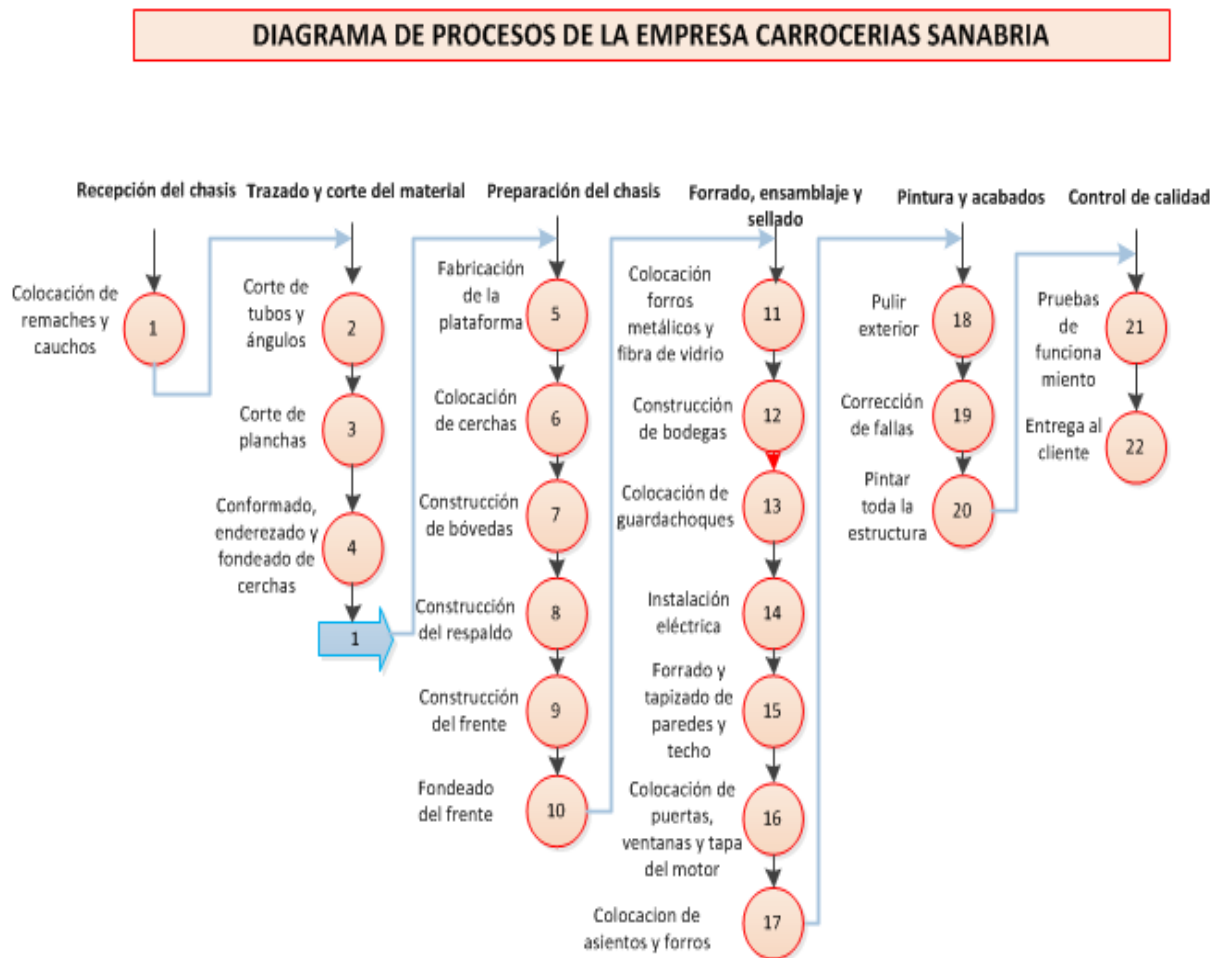 DIAGRAMA DE PROCESOS DE LA EMPRESA CARROCERIAS SANABRIA
Recepción del chasis
Colocación de
remaches y
cauchos
1
Trazado y corte del material
Corte de
tubos y
ángulos
2
Corte de
planchas
3
Conformado,
enderezado y
fondeado de
cerchas
4
1
Preparación del chasis
Fabricación
de la
plataforma
5
Colocación
de cerchas
6
Construcción
de bóvedas
7
Construcción
del respaldo
8
Construcción
del frente
9
Fondeado
del frente
10
Forrado, ensamblaje y
sellado
Colocación
forros
metálicos y
fibra de vidrio
11
Construcción
de bodegas
12
Colocación de
guardachoques
13
Instalación
eléctrica
14
Forrado y
tapizado de
paredes y
techo
15
Colocación de
puertas,
ventanas y tapa
del motor
16
Colocacion de
asientos y forros
17
Pintura y acabados
Pulir
exterior
18
Corrección
de fallas
19
Pintar
toda la
estructura
20
Control de calidad
Pruebas
de
funciona
miento
21
Entrega al
cliente
22